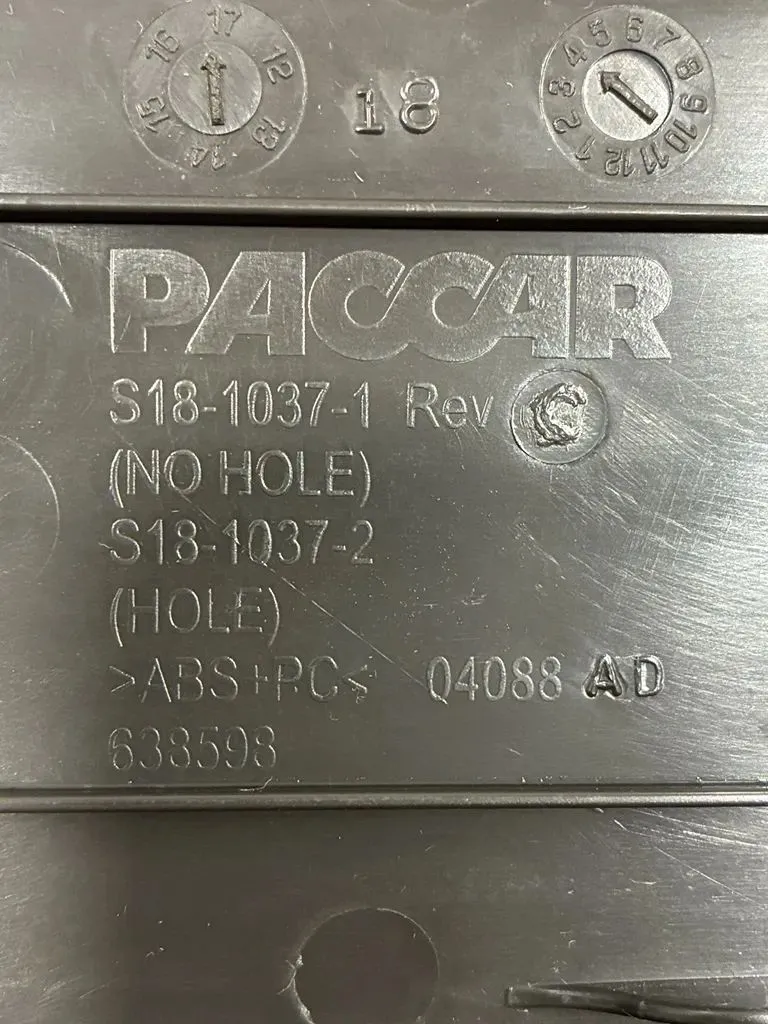 16 17 12 13 14 15
18
1 2 3 4 5 6 7 8 9 10 11 12
PACCAR
S18-1037-1 Rev C
(NO HOLE)
S18-1037-2
(HOLE)
>ABS+PC< 04088 AD
638598